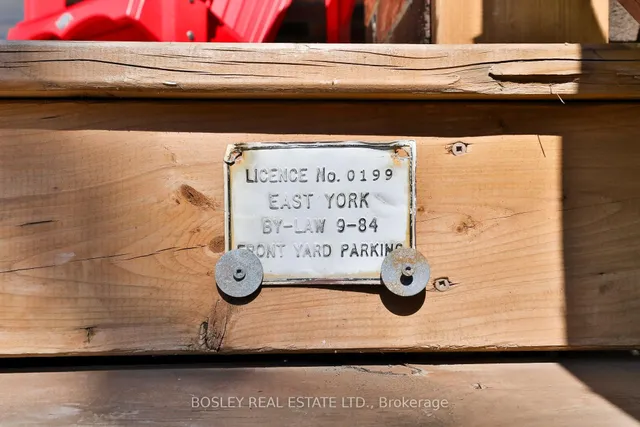 LICENCE No. 0199
EAST YORK
BY-LAW 9-84
FRONT YARD PARKING
BOSLEY REAL ESTATE LTD., Brokerage